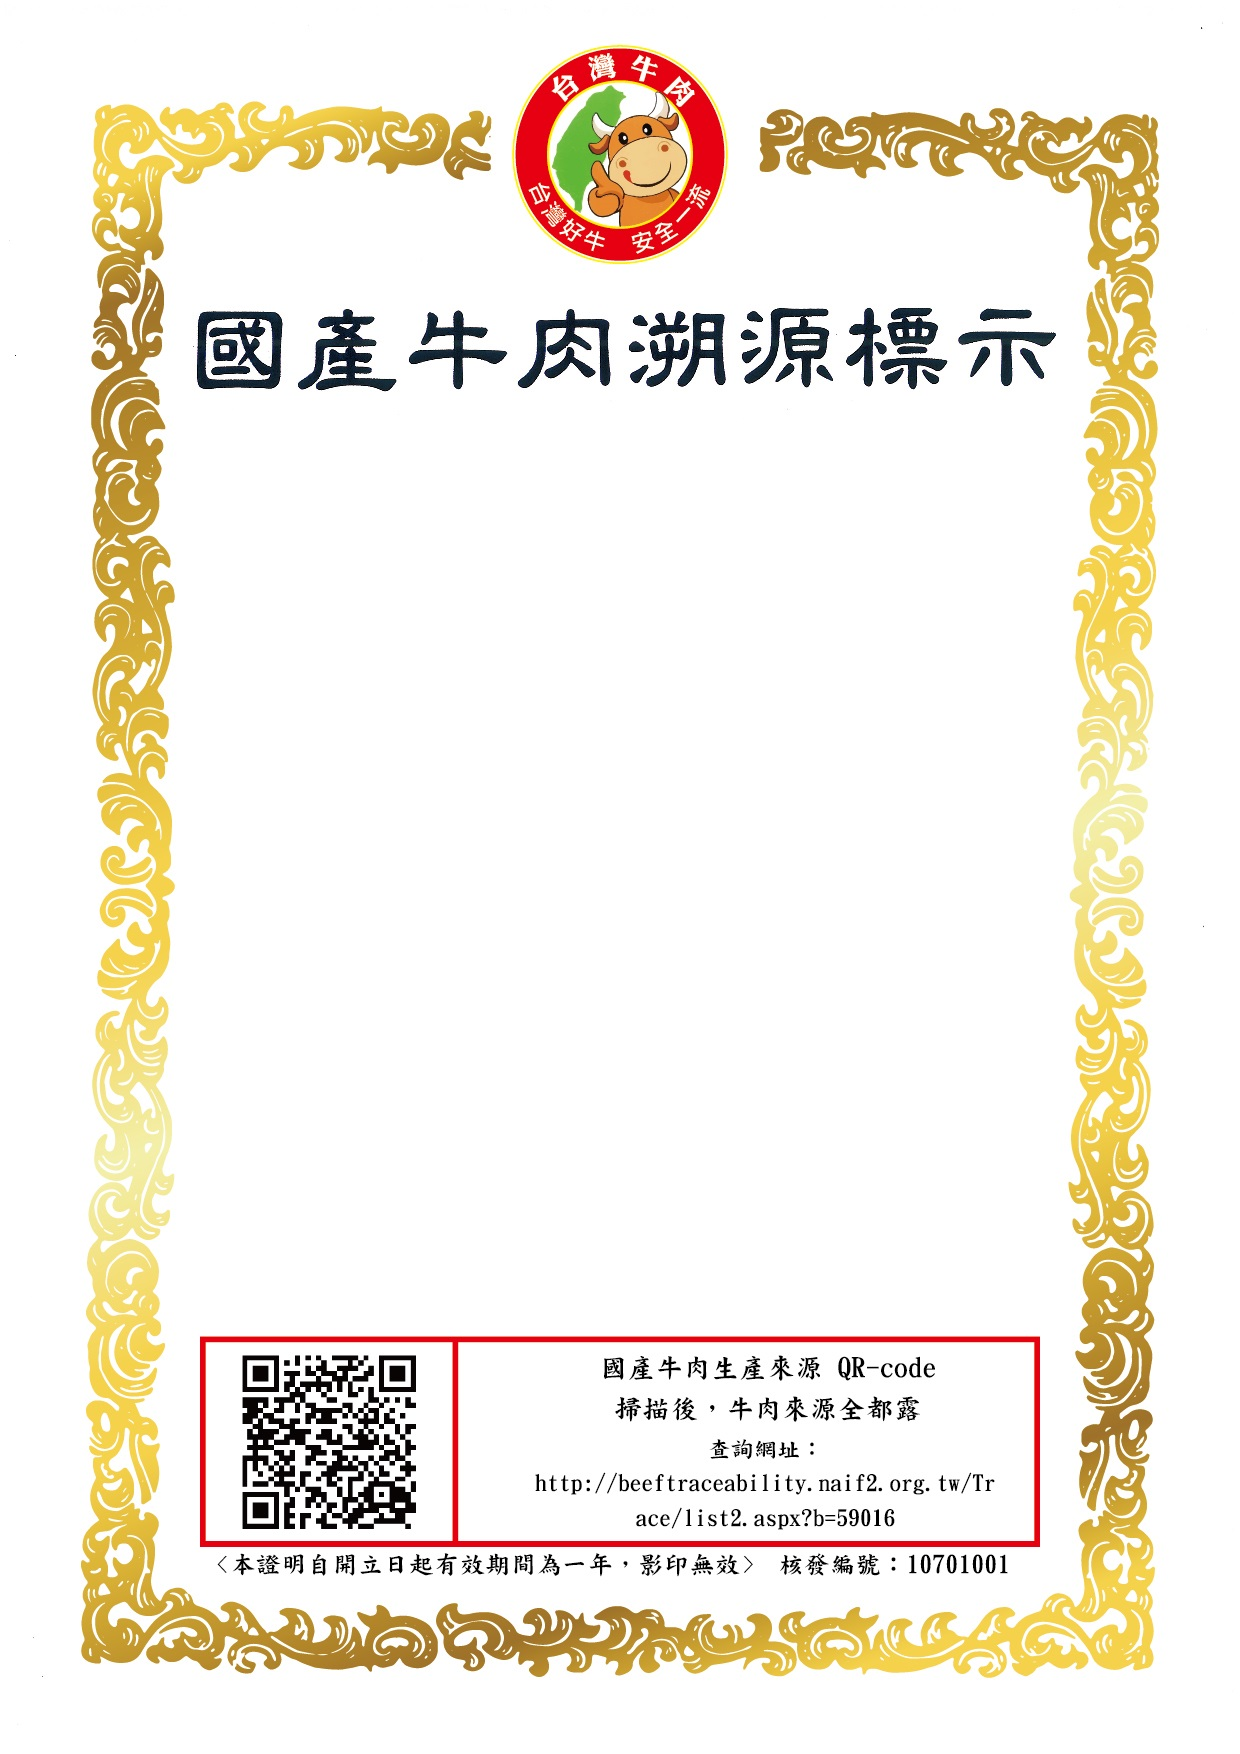 台灣牛肉
台灣好牛 安全一流
國產牛肉溯源標示
國產牛肉生產來源 QR-code
掃描後，牛肉來源全都露
查詢網址：
http://beeftraceability.naif2.org.tw/Tr
ace/list2.aspx?b=59016
〈本證明自開立日起有效期間為一年，影印無效〉 核發編號：10701001